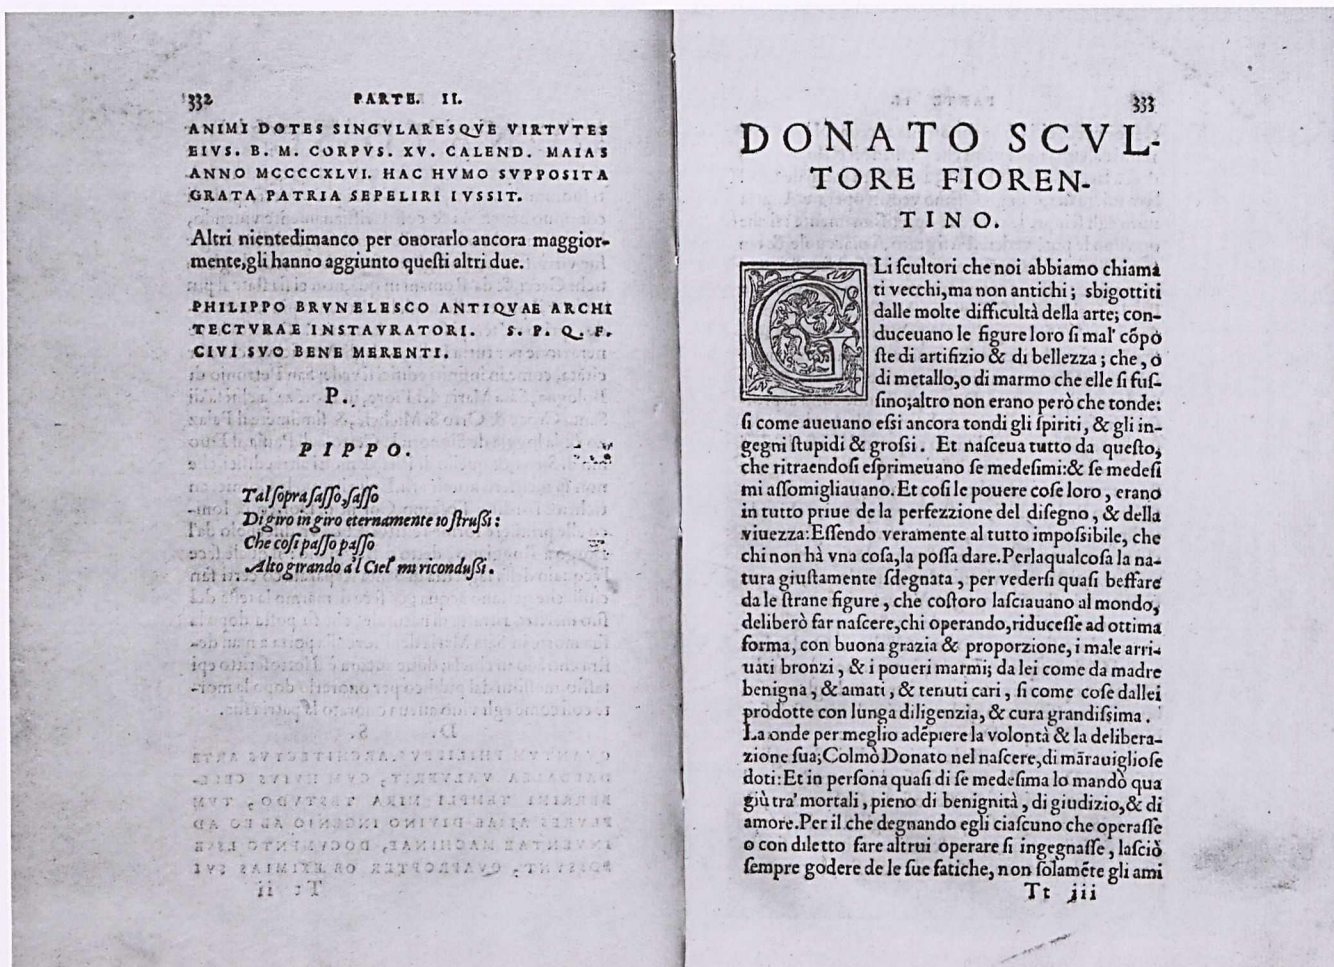 332 PARTE. II.
ANIMI DOTES SINGVLARESQVE VIRTVTES
EIVS. B. M. CORPVS. XV. CALEND. MAIAS
ANNO MCCCCXLVI. HAC HVMO SVPPOSITA
GRATA PATRIA SEPELIRI IVSSIT.
Altri nientedimanco per onorarlo ancora maggior-
mente,gli hanno aggiunto queſti altri due.
PHILIPPO BRVNELESCO ANTIQVAE ARCHI
TECTVRAE INSTAVRATORI. S. P. Q. F.
CIVI SVO BENE MERENTI.
P.
PIPPO.
Tal ſopra ſaſſo,ſaſſo
Di giro in giro eternamente io ſtruſſi:
Che coſi paſſo paſſo
Alto girando a'l Ciel mi riconduſſi.
333
DONATO SCVL-
TORE FIOREN-
TINO.
GLi ſcultori che noi abbiamo chiama
ti vecchi,ma non antichi; sbigottiti
dalle molte difficultà della arte; con-
duceuano le figure loro ſi mal' cõpo
ſte di artifizio & di bellezza; che, o
di metallo,o di marmo che elle ſi fuſ-
ſino;altro non erano però che tonde:
ſi come aueuano eſsi ancora tondi gli ſpiriti, & gli in-
gegni ſtupidi & groſsi. Et naſceua tutto da queſto,
che ritraendoſi eſprimeuano ſe medeſimi:& ſe medeſi
mi aſſomigliauano. Et coſi le pouere coſe loro, erano
in tutto priue de la perfezzione del diſegno, & della
viuezza: Eſſendo veramente al tutto impoſsibile, che
chi non hà vna coſa,la poſſa dare. Perlaqualcoſa la na-
tura giuſtamente ſdegnata, per vederſi quaſi beffare
da le ſtrane figure, che coſtoro laſciauano al mondo,
deliberò far naſcere,chi operando,riduceſſe ad ottima
forma, con buona grazia & proporzione, i male arri-
uati bronzi, & i poueri marmi; da lei come da madre
benigna, & amati, & tenuti cari, ſi come coſe dallei
prodotte con lunga diligenzia, & cura grandiſsima.
La onde per meglio adẽpiere la volontà & la delibera-
zione ſua; Colmò Donato nel naſcere,di mãrauiglioſe
doti: Et in perſona quaſi di ſe medeſima lo mandò qua
giù tra' mortali, pieno di benignità, di giudizio,& di
amore. Per il che degnando egli ciaſcuno che operaſſe
o con diletto fare altrui operare ſi ingegnaſſe, laſciò
ſempre godere de le ſue fatiche, non ſolamẽte gli ami
Tt iii